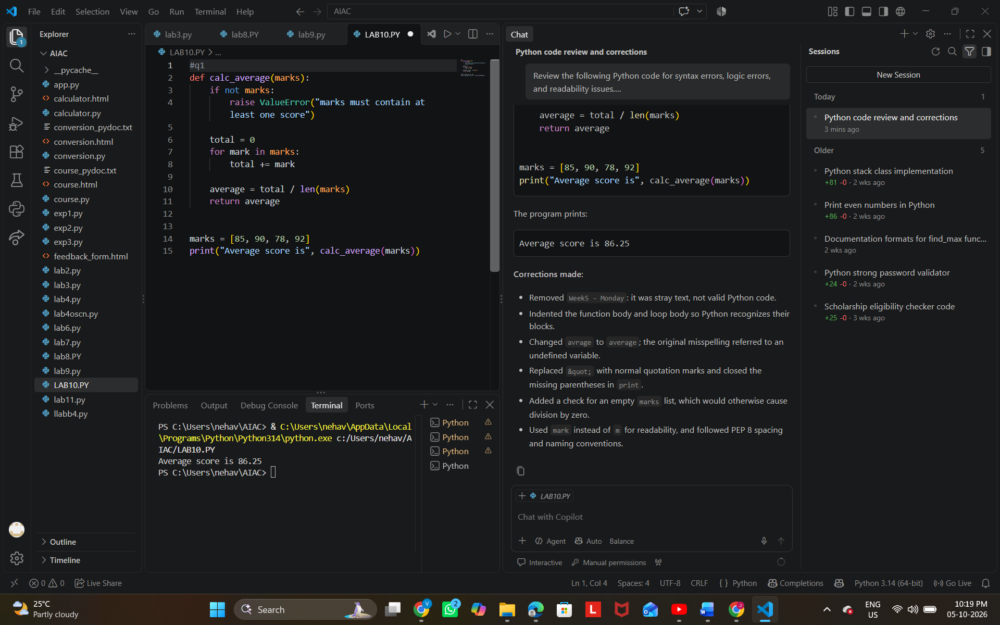 File Edit Selection View Go Run Terminal Help
AIAC
Explorer
1
AIAC
__pycache__
app.py
calculator.html
calculator.py
conversion_pydoc.txt
conversion.html
conversion.py
course_pydoc.txt
course.html
course.py
exp1.py
exp2.py
exp3.py
feedback_form.html
lab2.py
lab3.py
lab4.py
lab4oscn.py
lab6.py
lab7.py
lab8.PY
lab9.py
LAB10.PY
lab11.py
llabb4.py
Outline
Timeline
lab3.py lab8.PY lab9.py LAB10.PY
LAB10.PY > ...
1 #q1
2 def calc_average(marks):
3 if not marks:
4 raise ValueError("marks must contain at
least one score")
5
6 total = 0
7 for mark in marks:
8 total += mark
9
10 average = total / len(marks)
11 return average
12
13
14 marks = [85, 90, 78, 92]
15 print("Average score is", calc_average(marks))
Problems Output Debug Console Terminal Ports
PS C:\Users\nehav\AIAC> & C:\Users\nehav\AppData\Local
\Programs\Python\Python314\python.exe c:/Users/nehav/A
IAC/LAB10.PY
Average score is 86.25
PS C:\Users\nehav\AIAC>
Python
Python
Python
Python
Chat
Python code review and corrections
Review the following Python code for syntax errors, logic errors,
and readability issues....
average = total / len(marks)
return average
marks = [85, 90, 78, 92]
print("Average score is", calc_average(marks))
The program prints:
Average score is 86.25
Corrections made:
• Removed Week5 - Monday: it was stray text, not valid Python code.
• Indented the function body and loop body so Python recognizes their
blocks.
• Changed avrage to average; the original misspelling referred to an
undefined variable.
• Replaced &quot; with normal quotation marks and closed the
missing parentheses in print.
• Added a check for an empty marks list, which would otherwise cause
division by zero.
• Used mark instead of m for readability, and followed PEP 8 spacing
and naming conventions.
LAB10.PY
Chat with Copilot
Agent Auto Balance
Interactive Manual permissions
Sessions
New Session
Today 1
Python code review and corrections
3 mins ago
Older 5
Python stack class implementation
+81 -0 · 2 wks ago
Print even numbers in Python
+86 -0 · 2 wks ago
Documentation formats for find_max func...
2 wks ago
Python strong password validator
+24 -0 · 2 wks ago
Scholarship eligibility checker code
+25 -0 · 3 wks ago
0 0 Live Share
Ln 1, Col 4 Spaces: 4 UTF-8 CRLF { } Python Completions Python 3.14 (64-bit) Go Live
25°C
Partly cloudy
Search
V
2
L
W
J
ENG
US
10:19 PM
05-10-2026